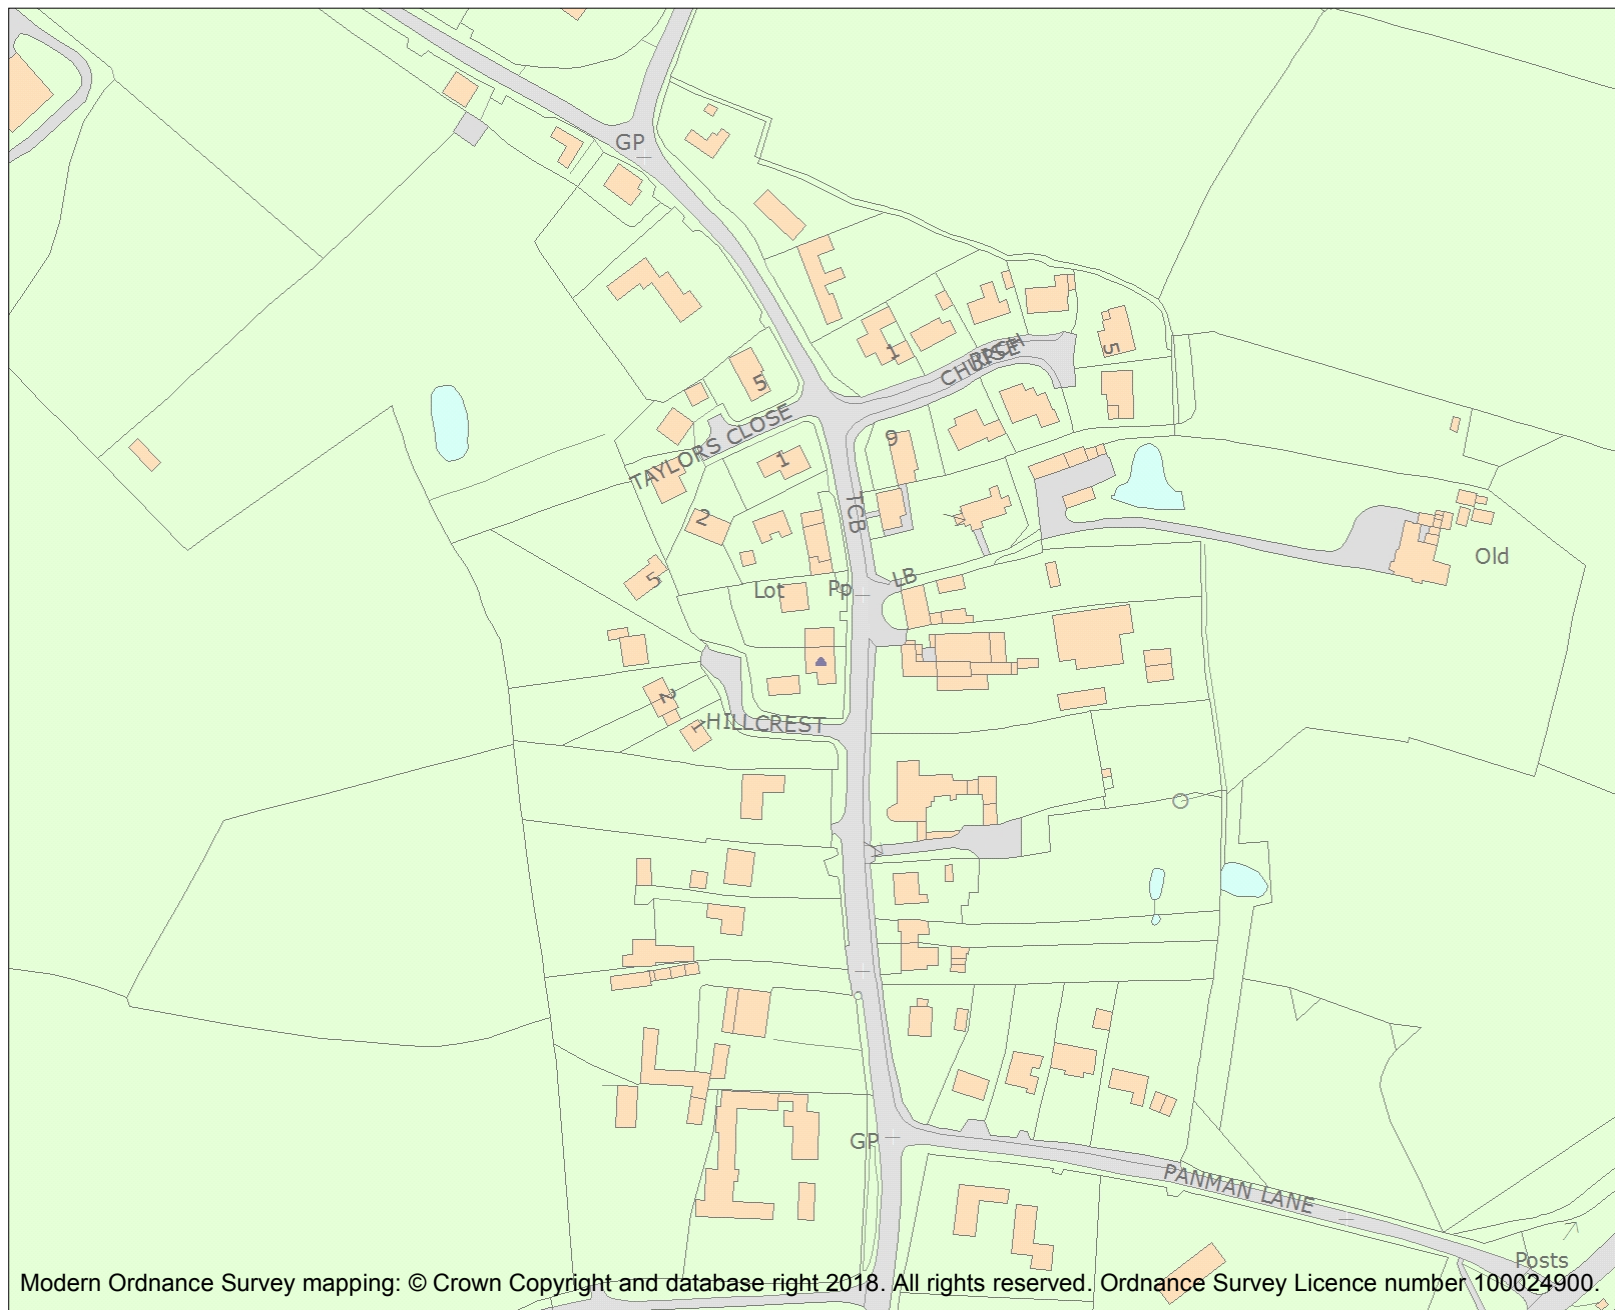 GP
CHURCH
RISE
1
5
5
TAYLORS CLOSE
1
9
2
TCB
5
Lot
Pp
LB
Old
2
1
HILLCREST
GP
PANMAN LANE
Posts
Modern Ordnance Survey mapping: © Crown Copyright and database right 2018. All rights reserved. Ordnance Survey Licence number 100024900.